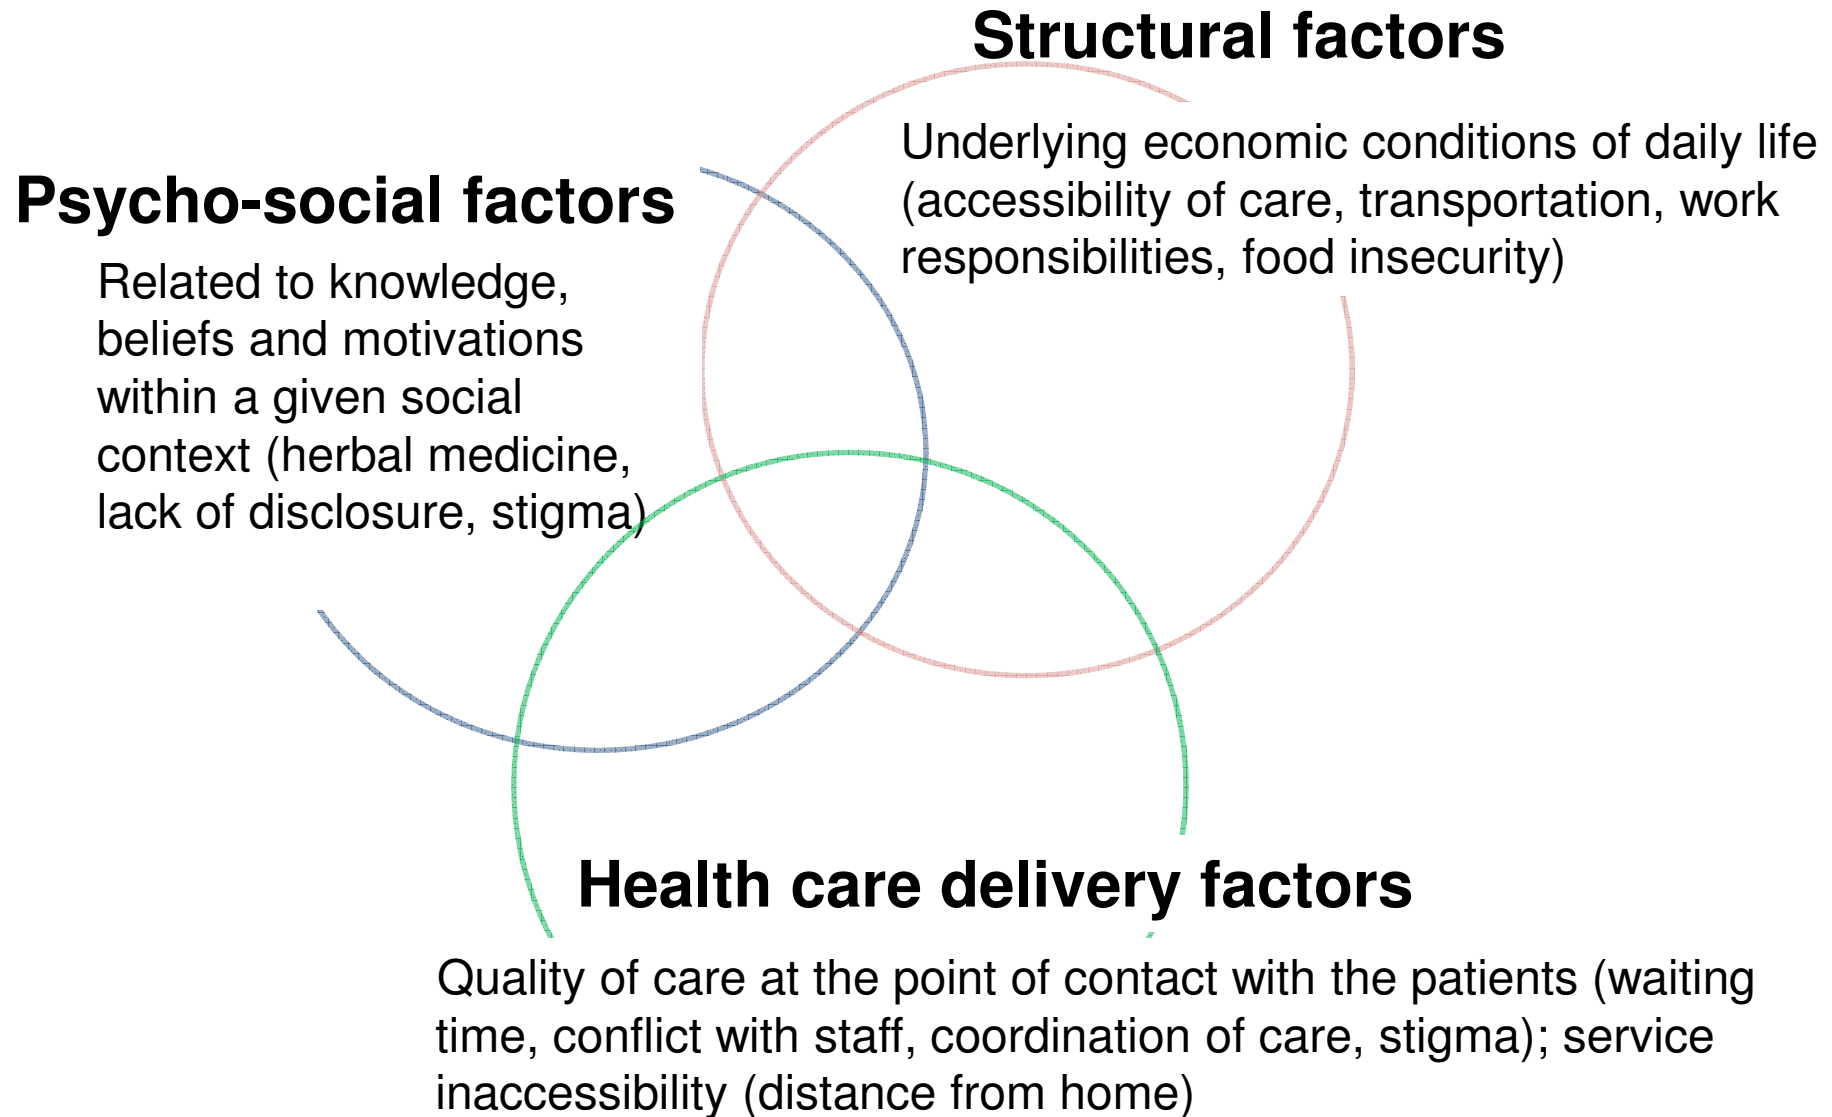 Structural factors
Underlying economic conditions of daily life
(accessibility of care, transportation, work
responsibilities, food insecurity)
Psycho-social factors
Related to knowledge,
beliefs and motivations
within a given social
context (herbal medicine,
lack of disclosure, stigma)
Health care delivery factors
Quality of care at the point of contact with the patients (waiting
time, conflict with staff, coordination of care, stigma); service
inaccessibility (distance from home)